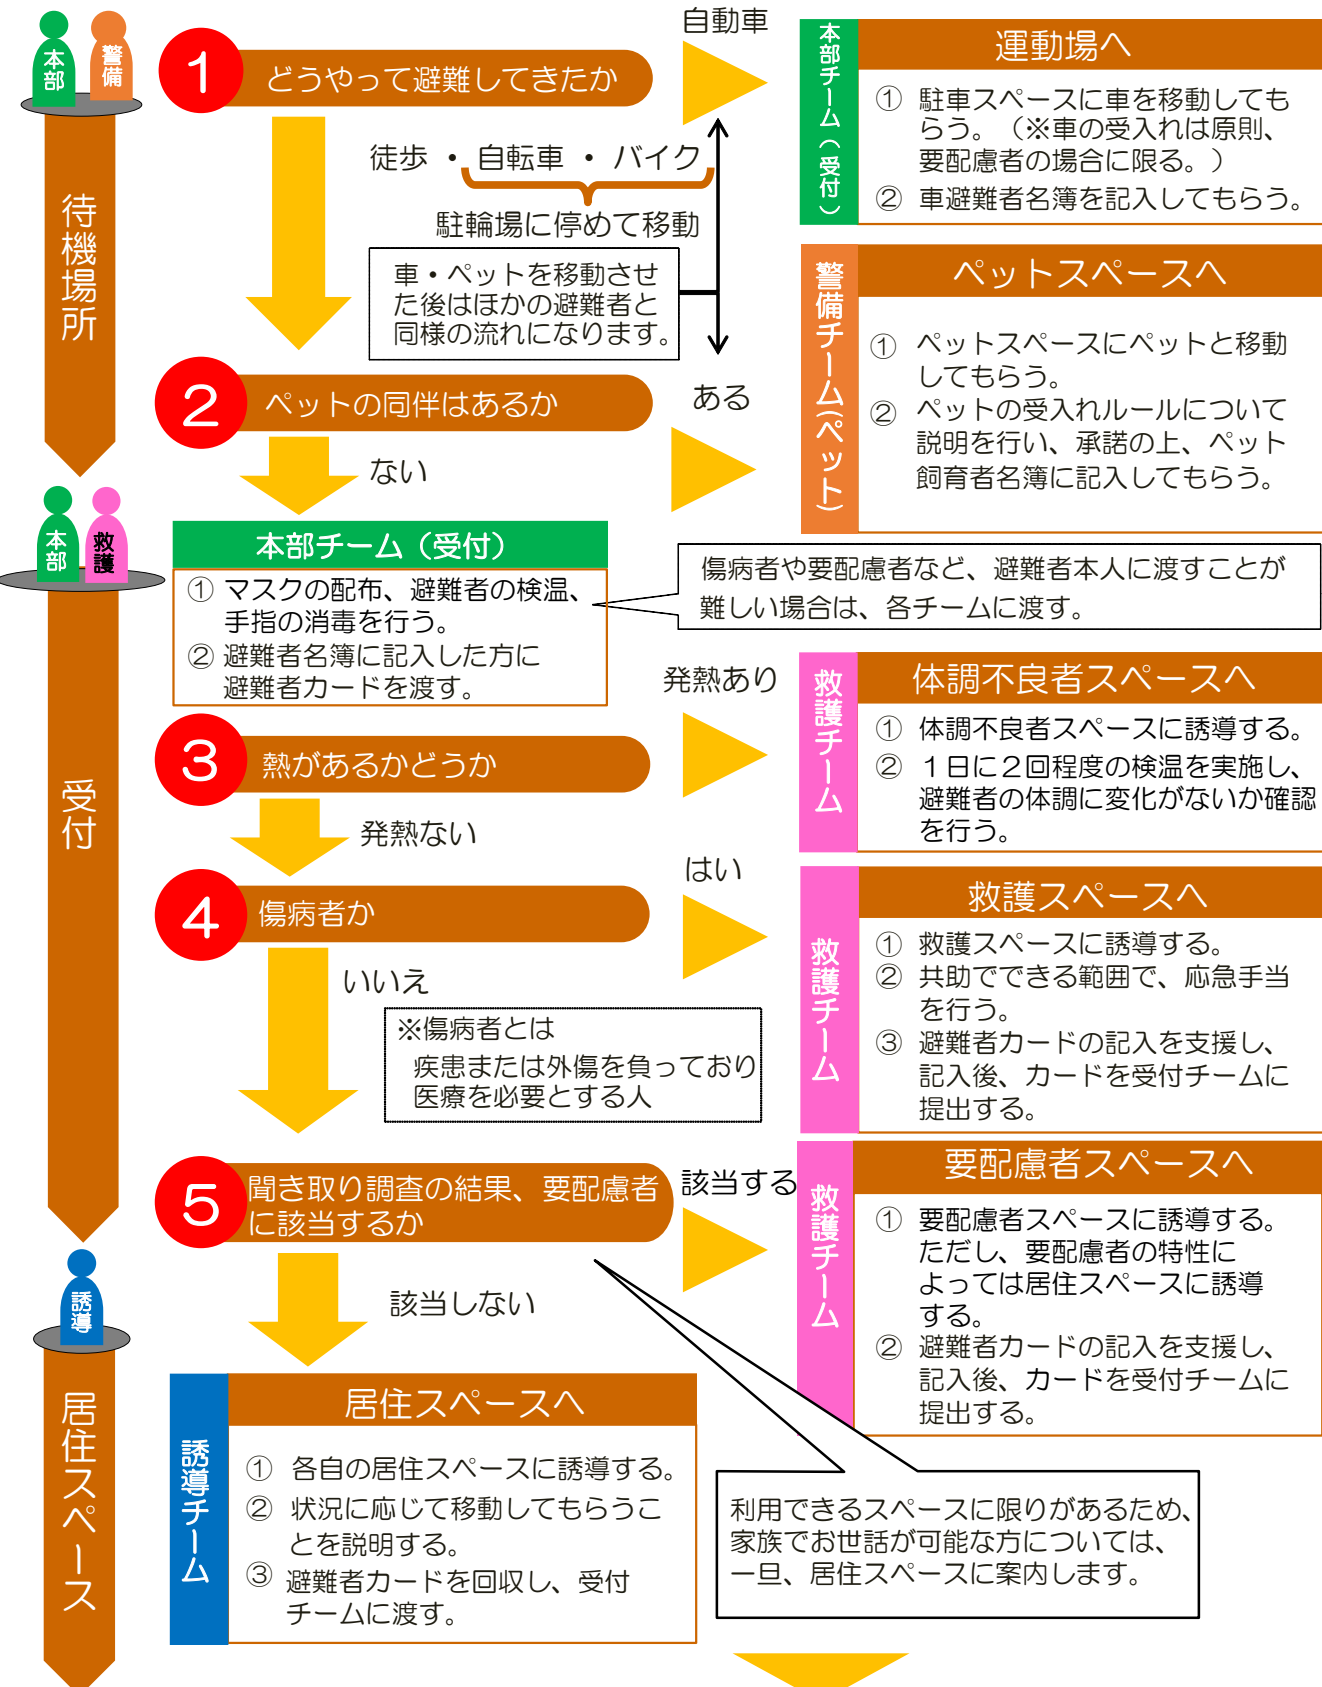 本部
警備
待機場所
1
どうやって避難してきたか
自動車
徒歩 ・ 自転車 ・ バイク
駐輪場に停めて移動
車・ペットを移動させ
た後はほかの避難者と
同様の流れになります。
本部チーム(受付)
運動場へ
① 駐車スペースに車を移動しても
らう。(※車の受入れは原則、
要配慮者の場合に限る。)
② 車避難者名簿を記入してもらう。
2
ペットの同伴はあるか
ある
ない
警備チーム(ペット)
ペットスペースへ
① ペットスペースにペットと移動
してもらう。
② ペットの受入れルールについて
説明を行い、承諾の上、ペット
飼育者名簿に記入してもらう。
本部
救護
受付
本部チーム(受付)
① マスクの配布、避難者の検温、
手指の消毒を行う。
② 避難者名簿に記入した方に
避難者カードを渡す。
傷病者や要配慮者など、避難者本人に渡すことが
難しい場合は、各チームに渡す。
3
熱があるかどうか
発熱あり
発熱ない
救護チーム
体調不良者スペースへ
① 体調不良者スペースに誘導する。
② 1日に2回程度の検温を実施し、
避難者の体調に変化がないか確認
を行う。
4
傷病者か
はい
いいえ
※傷病者とは
疾患または外傷を負っており
医療を必要とする人
救護チーム
救護スペースへ
① 救護スペースに誘導する。
② 共助でできる範囲で、応急手当
を行う。
③ 避難者カードの記入を支援し、
記入後、カードを受付チームに
提出する。
5
聞き取り調査の結果、要配慮者
に該当するか
該当する
該当しない
救護チーム
要配慮者スペースへ
① 要配慮者スペースに誘導する。
ただし、要配慮者の特性に
よっては居住スペースに誘導
する。
② 避難者カードの記入を支援し、
記入後、カードを受付チームに
提出する。
誘導
居住スペース
誘導チーム
居住スペースへ
① 各自の居住スペースに誘導する。
② 状況に応じて移動してもらうこ
とを説明する。
③ 避難者カードを回収し、受付
チームに渡す。
利用できるスペースに限りがあるため、
家族でお世話が可能な方については、
一旦、居住スペースに案内します。